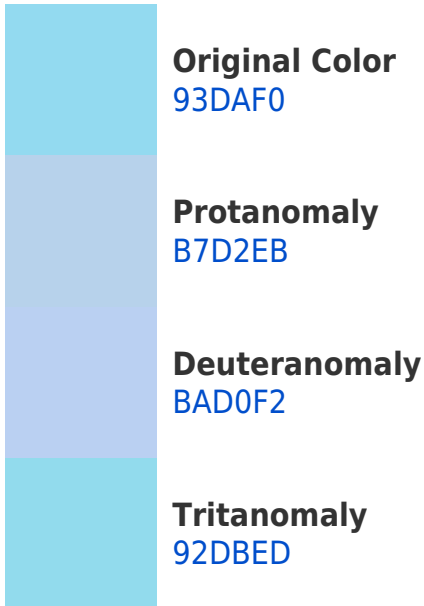 Original Color
93DAF0
Protanomaly
B7D2EB
Deuteranomaly
BAD0F2
Tritanomaly
92DBED